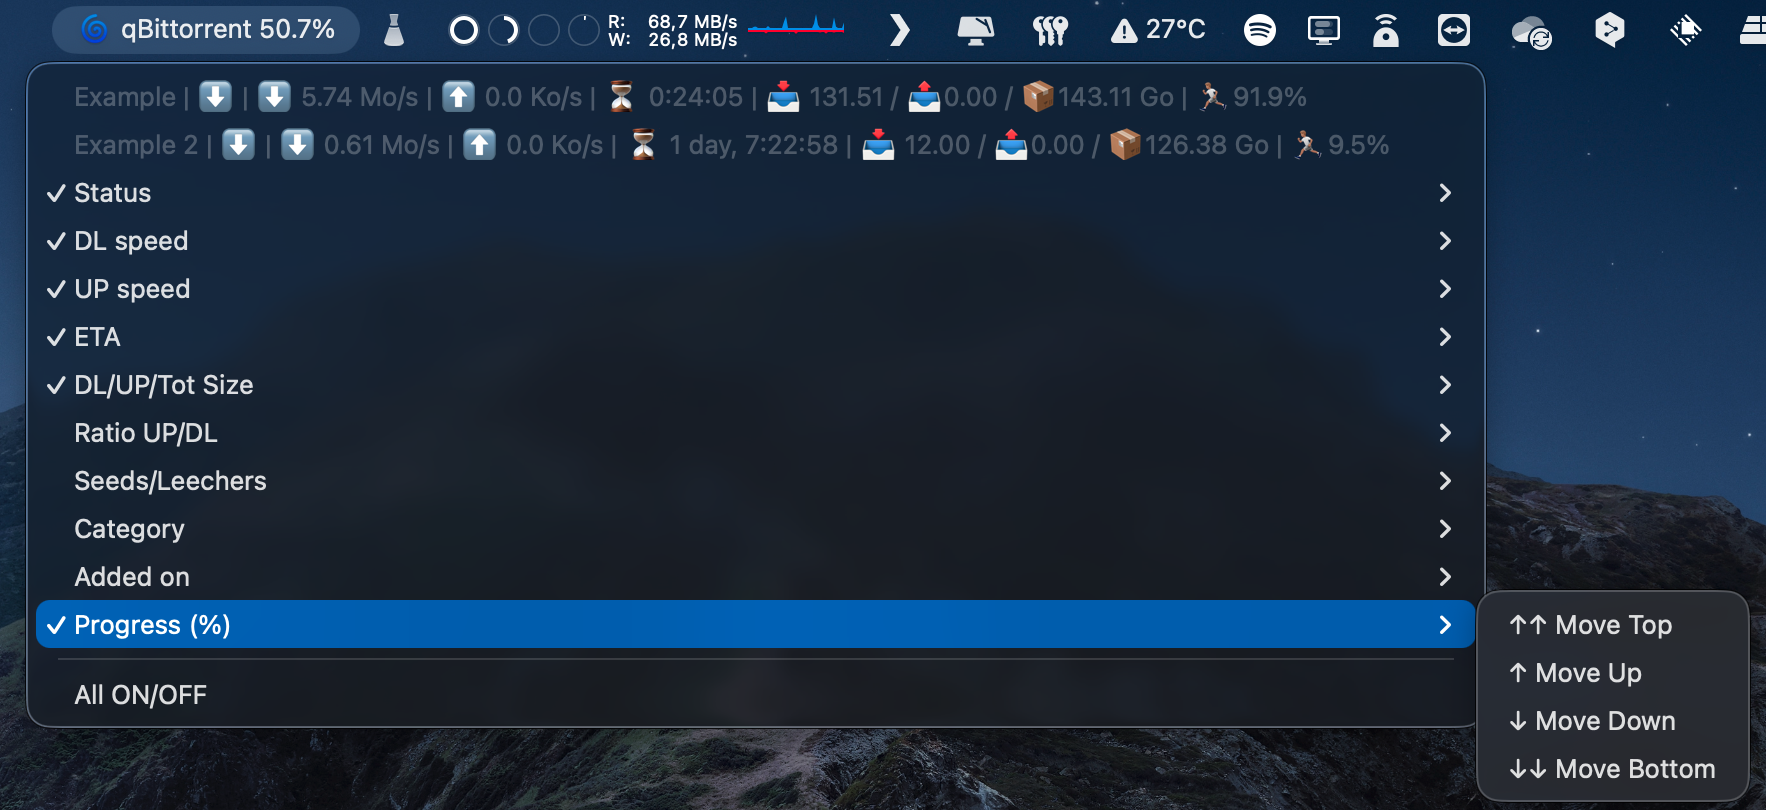 qBittorrent 50.7%
R: 68,7 MB/s
W: 26,8 MB/s
27°C
Example | ⬇️ | ⬇️ 5.74 Mo/s | ⬆️ 0.0 Ko/s | ⏳ 0:24:05 | 📥 131.51 / 📤0.00 / 📦143.11 Go | 🏃 91.9%
Example 2 | ⬇️ | ⬇️ 0.61 Mo/s | ⬆️ 0.0 Ko/s | ⏳ 1 day, 7:22:58 | 📥 12.00 / 📤0.00 / 📦126.38 Go | 🏃 9.5%
✓ Status
✓ DL speed
✓ UP speed
✓ ETA
✓ DL/UP/Tot Size
Ratio UP/DL
Seeds/Leechers
Category
Added on
✓ Progress (%)
All ON/OFF
↑↑ Move Top
↑ Move Up
↓ Move Down
↓↓ Move Bottom